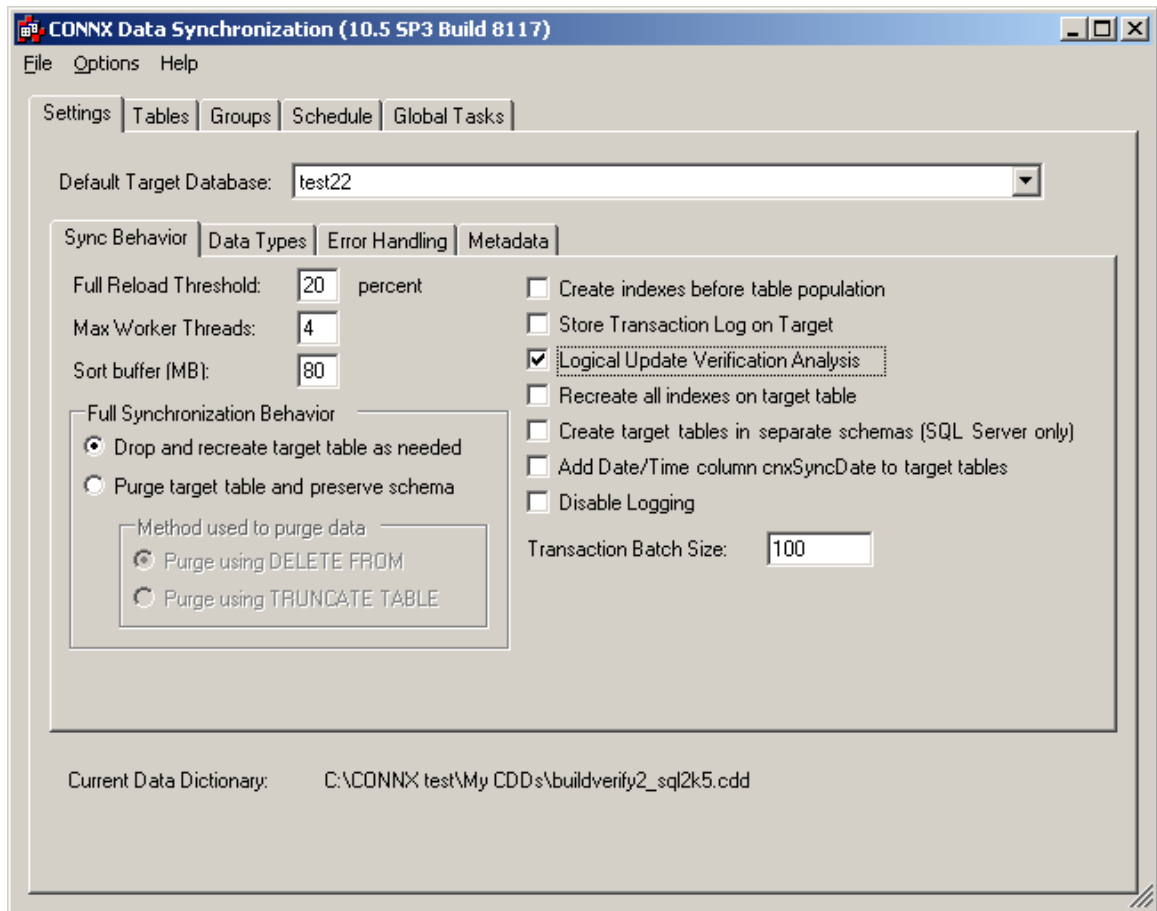 CONNX Data Synchronization (10.5 SP3 Build 8117)
File Options Help
Settings Tables Groups Schedule Global Tasks
Default Target Database: test22
Sync Behavior Data Types Error Handling Metadata
Full Reload Threshold: 20 percent
Max Worker Threads: 4
Sort buffer (MB): 80
Full Synchronization Behavior
Drop and recreate target table as needed
Purge target table and preserve schema
Method used to purge data
Purge using DELETE FROM
Purge using TRUNCATE TABLE
Create indexes before table population
Store Transaction Log on Target
Logical Update Verification Analysis
Recreate all indexes on target table
Create target tables in separate schemas (SQL Server only)
Add Date/Time column cnxSyncDate to target tables
Disable Logging
Transaction Batch Size: 100
Current Data Dictionary: C:\CONNX test\My CDDs\buildverify2_sql2k5.cdd